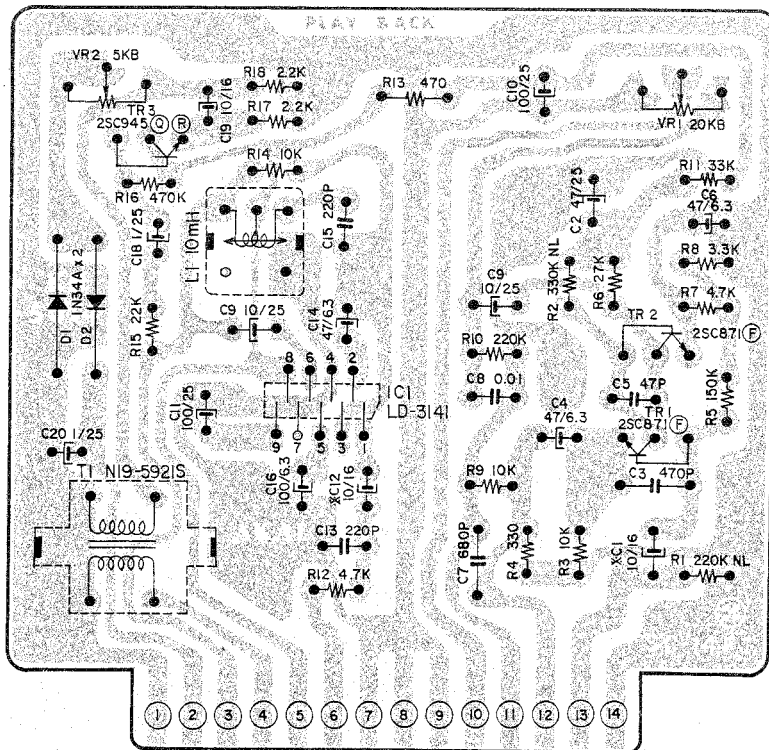 PLAY BACK
VR2 5KB
TR3
2SC945 Q R
C19 10/16
R18 2.2K
R17 2.2K
R14 10K
R13 470
C10
100/25
VR1 20KB
R16 470K
R11 33K
C6
47/6.3
L1 10mH
C15 220P
C2 47/25
C18 1/25
R8 3.3K
1N34A x 2
D1
D2
R15 22K
C9 10/25
C14
47/6.3
C9
10/25
R2 330K NL
R6 27K
R7 4.7K
TR 2
2SC871 F
R10 220K
8 6 4 2
IC1
LD-3141
9 7 5 3 1
C11
100/25
C8 0.01
C5 47P
R5 150K
C4
47/6.3
TR1
2SC871 F
C20 1/25
T1 N19-5921S
C16
100/6.3
XC12
10/16
R9 10K
C3 470P
C13 220P
C7 680P
R4 330
R3 10K
XC1
10/16
R1 220K NL
R12 4.7K
1 2 3 4 5 6 7 8 9 10 11 12 13 14